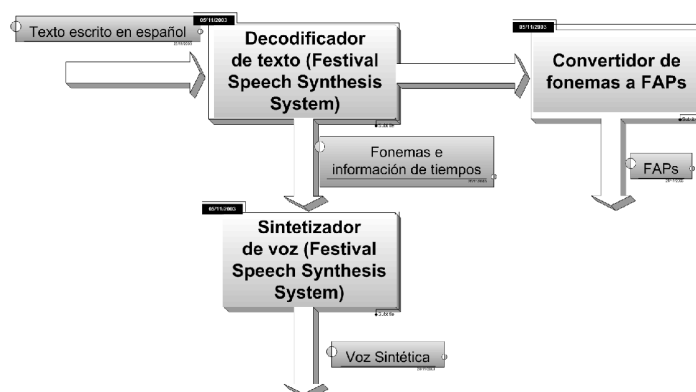 05/11/2003
Texto escrito en español
Decodificador
de texto (Festival
Speech Synthesis
System)
05/11/2003
Convertidor de
fonemas a FAPs
Fonemas e
información de tiempos
FAPs
05/11/2003
Sintetizador
de voz (Festival
Speech Synthesis
System)
Voz Sintética